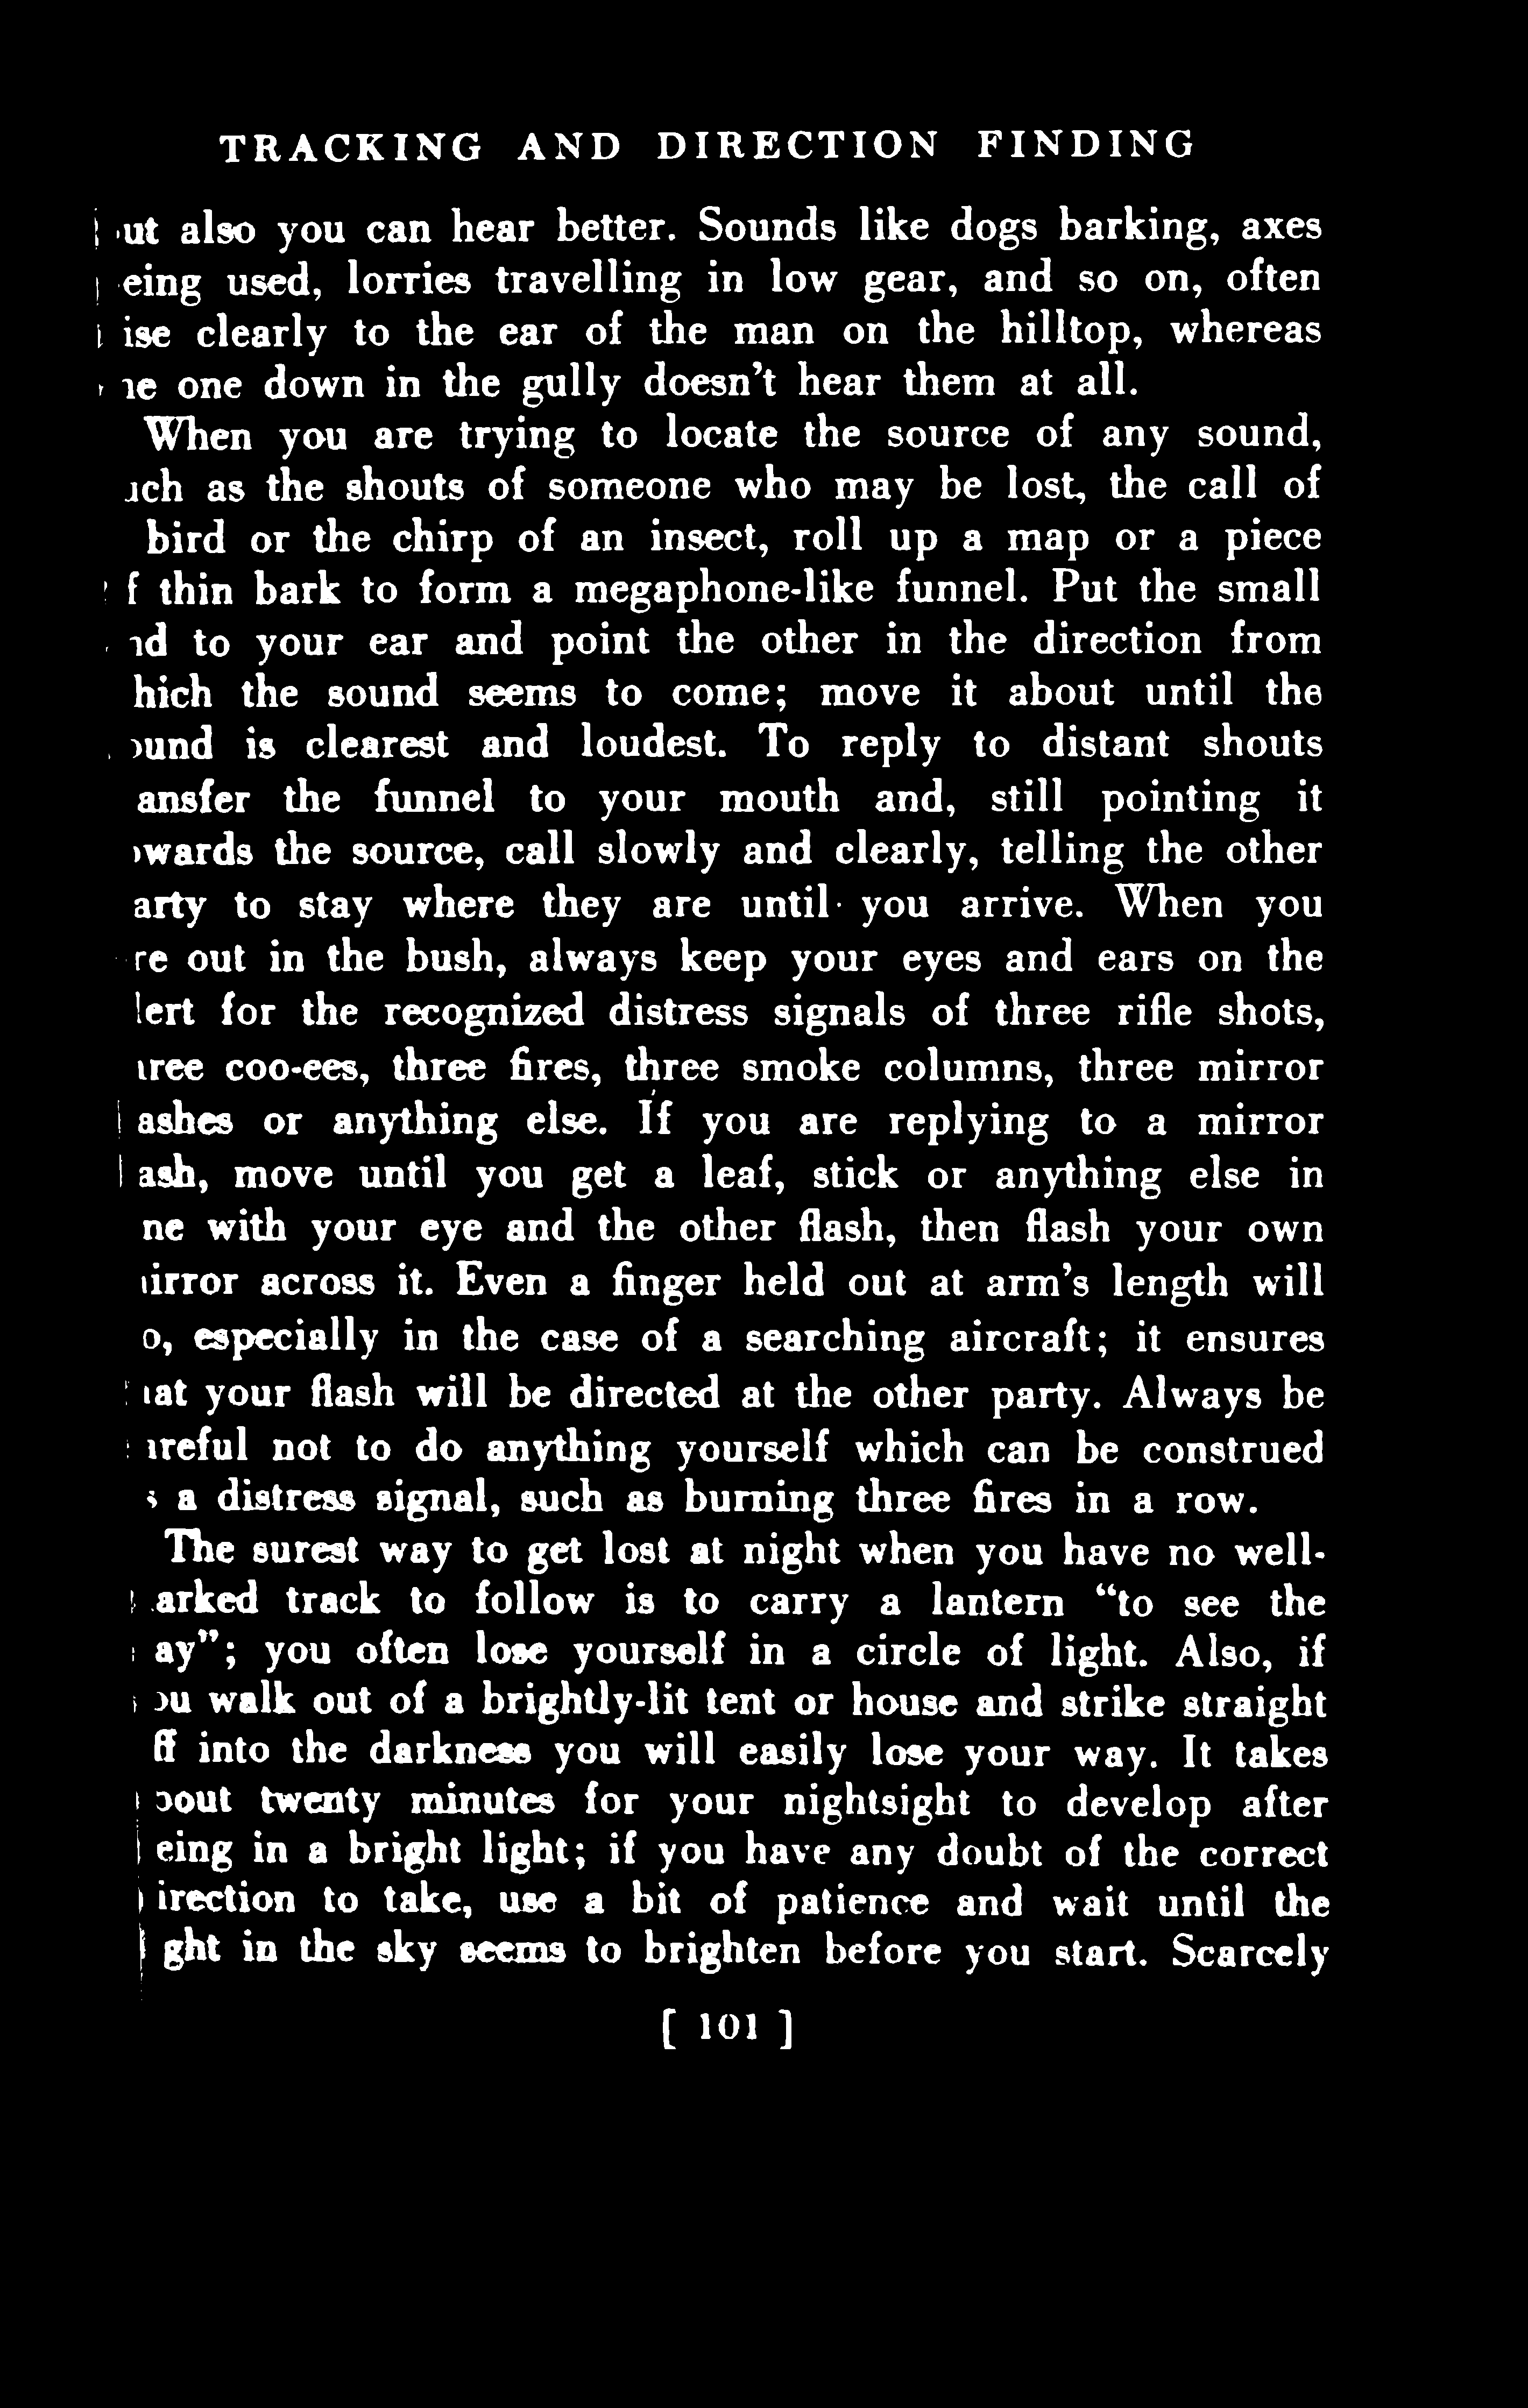 TRACKING AND DIRECTION FINDING
ut also you can hear better. Sounds like dogs barking, axes
eing used, lorries travelling in low gear, and so on, often
ise clearly to the ear of the man on the hilltop, whereas
one down in the gully doesn't hear them at all.
When you are trying to locate the source of any sound,
ch as the shouts of someone who may be lost, the call of
bird or the chirp of an insect, roll up a map or a piece
f thin bark to form a megaphone-like funnel. Put the small
d to your ear and point the other in the direction from
hich the sound seems to come; move it about until the
und is clearest and loudest. To reply to distant shouts
ansfer the funnel to your mouth and, still pointing it
wards the source, call slowly and clearly, telling the other
arty to stay where they are until you arrive. When you
re out in the bush, always keep your eyes and ears on the
lert for the recognized distress signals of three rifle shots,
ree coo-ees, three fires, three smoke columns, three mirror
ashes or anything else. If you are replying to a mirror
ash, move until you get a leaf, stick or anything else in
ne with your eye and the other flash, then flash your own
irror across it. Even a finger held out at arm's length will
o, especially in the case of a searching aircraft; it ensures
at your flash will be directed at the other party. Always be
reful not to do anything yourself which can be construed
s a distress signal, such as burning three fires in a row.
The surest way to get lost at night when you have no well-
arked track to follow is to carry a lantern "to see the
ay"; you often lose yourself in a circle of light. Also, if
ou walk out of a brightly-lit tent or house and strike straight
ff into the darkness you will easily lose your way. It takes
out twenty minutes for your nightsight to develop after
eing in a bright light; if you have any doubt of the correct
irection to take, use a bit of patience and wait until the
ght in the sky seems to brighten before you start. Scarcely
[ 101 ]